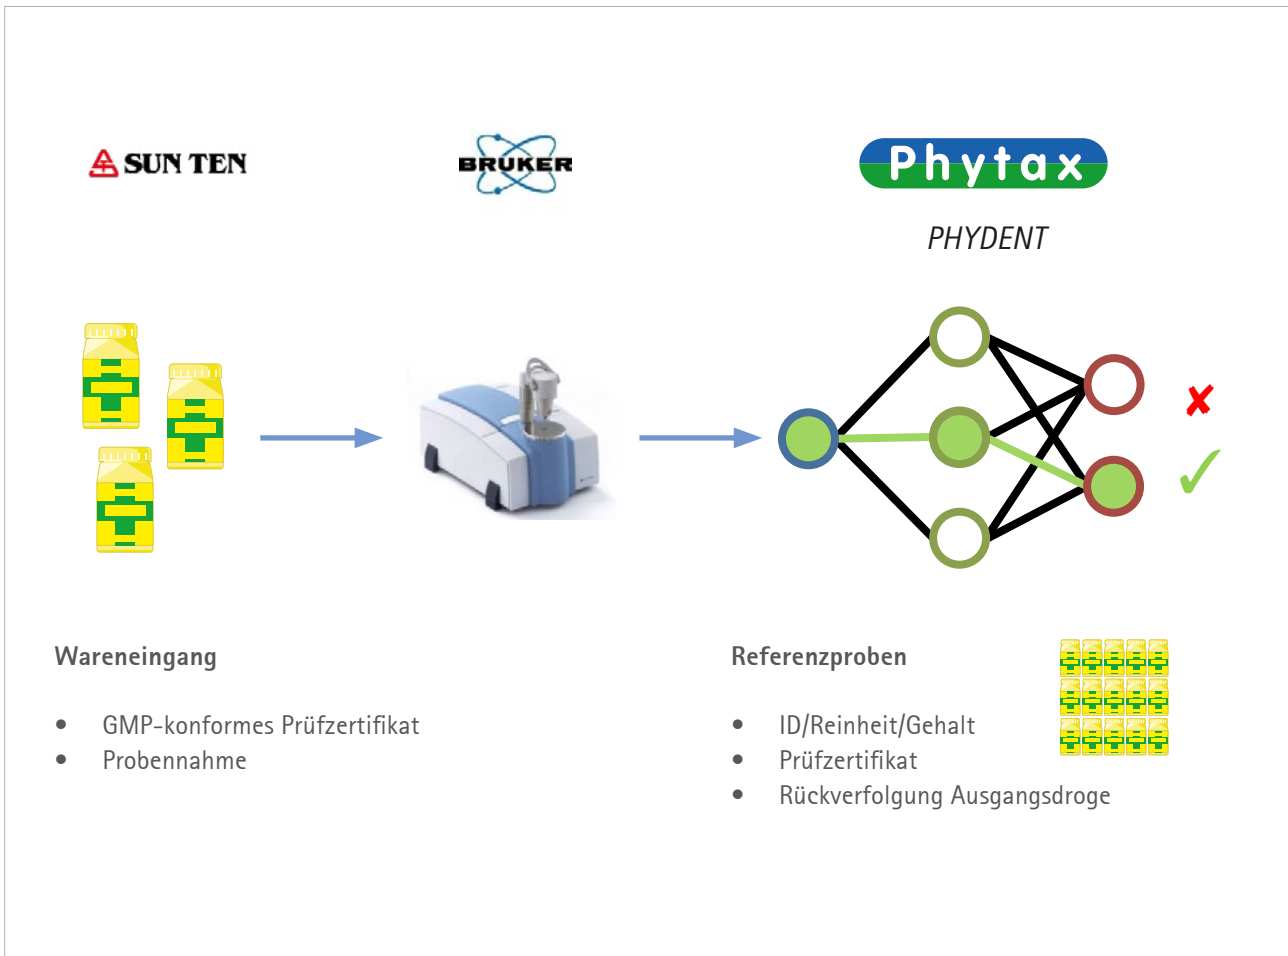 SUN TEN
BRUKER
Phytax
PHYDENT
Wareneingang
• GMP-konformes Prüfzertifikat
• Probennahme
Referenzproben
• ID/Reinheit/Gehalt
• Prüfzertifikat
• Rückverfolgung Ausgangsdroge